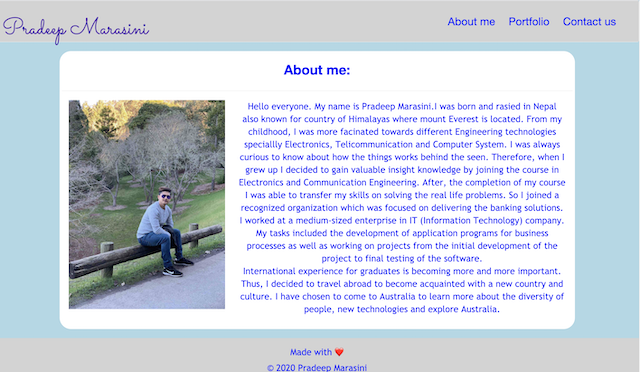 Pradeep Marasini
About me Portfolio Contact us
About me:
Hello everyone. My name is Pradeep Marasini.I was born and rasied in Nepal
also known for country of Himalayas where mount Everest is located. From my
childhood, I was more facinated towards different Engineering technologies
speciallly Electronics, Telicommunication and Computer System. I was always
curious to know about how the things works behind the seen. Therefore, when I
grew up I decided to gain valuable insight knowledge by joining the course in
Electronics and Communication Engineering. After, the completion of my course
I was able to transfer my skills on solving the real life problems. So I joined a
recognized organization which was focused on delivering the banking solutions.
I worked at a medium-sized enterprise in IT (Information Technology) company.
My tasks included the development of application programs for business
processes as well as working on projects from the initial development of the
project to final testing of the software.
International experience for graduates is becoming more and more important.
Thus, I decided to travel abroad to become acquainted with a new country and
culture. I have chosen to come to Australia to learn more about the diversity of
people, new technologies and explore Australia.
Made with ❤️
© 2020 Pradeep Marasini